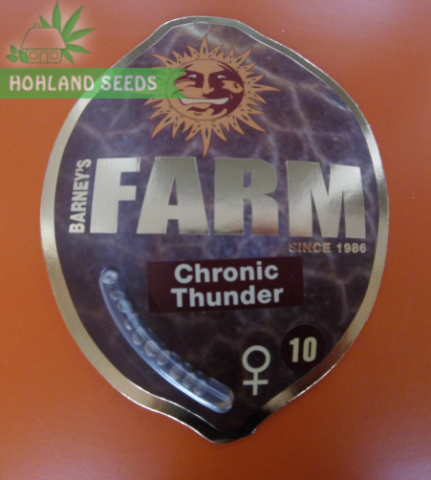 HOHLAND SEEDS
BARNEY'S
FARM
SINCE 1986
Chronic
Thunder
10